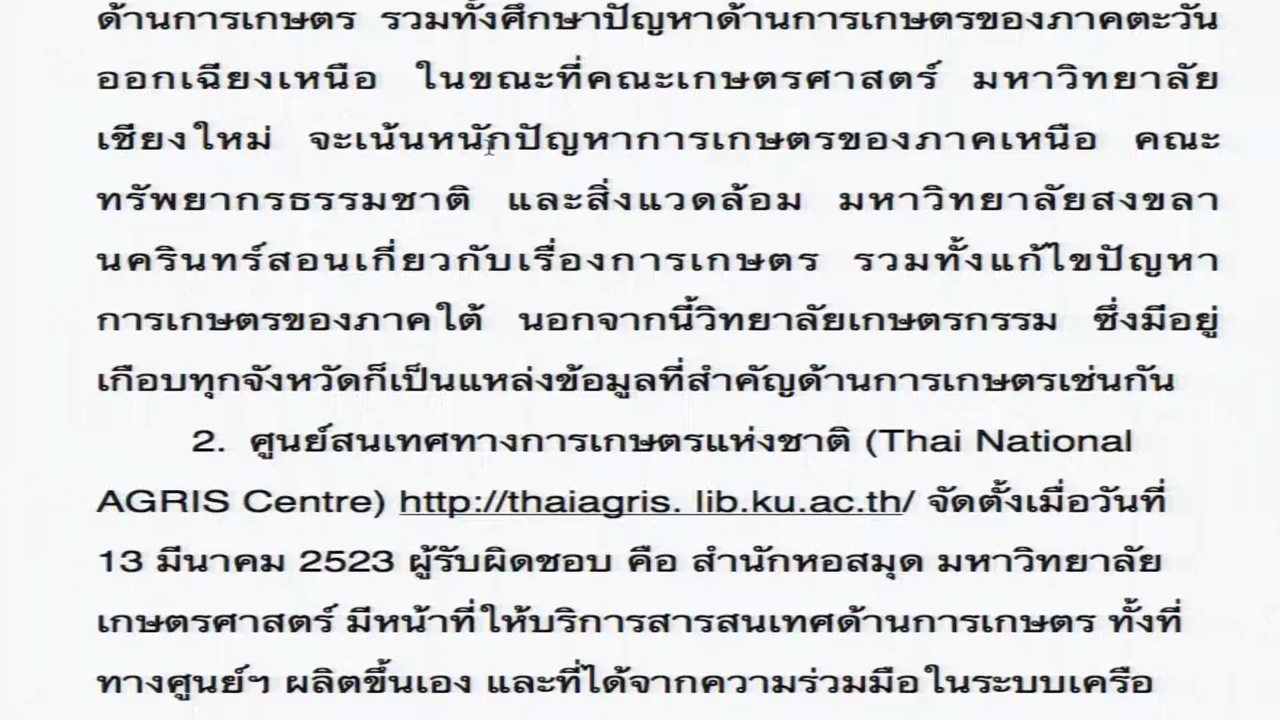 ด้านการเกษตร รวมทั้งศึกษาปัญหาด้านการเกษตรของภาคตะวัน
ออกเฉียงเหนือ ในขณะที่คณะเกษตรศาสตร์ มหาวิทยาลัย
เชียงใหม่ จะเน้นหนักปัญหาการเกษตรของภาคเหนือ คณะ
ทรัพยากรธรรมชาติ และสิ่งแวดล้อม มหาวิทยาลัยสงขลา
นครินทร์สอนเกี่ยวกับเรื่องการเกษตร รวมทั้งแก้ไขปัญหา
การเกษตรของภาคใต้ นอกจากนี้วิทยาลัยเกษตรกรรม ซึ่งมีอยู่
เกือบทุกจังหวัดก็เป็นแหล่งข้อมูลที่สำคัญด้านการเกษตรเช่นกัน
2. ศูนย์สนเทศทางการเกษตรแห่งชาติ (Thai National
AGRIS Centre) http://thaiagris. lib.ku.ac.th/ จัดตั้งเมื่อวันที่
13 มีนาคม 2523 ผู้รับผิดชอบ คือ สำนักหอสมุด มหาวิทยาลัย
เกษตรศาสตร์ มีหน้าที่ให้บริการสารสนเทศด้านการเกษตร ทั้งที่
ทางศูนย์ฯ ผลิตขึ้นเอง และที่ได้จากความร่วมมือในระบบเครือ